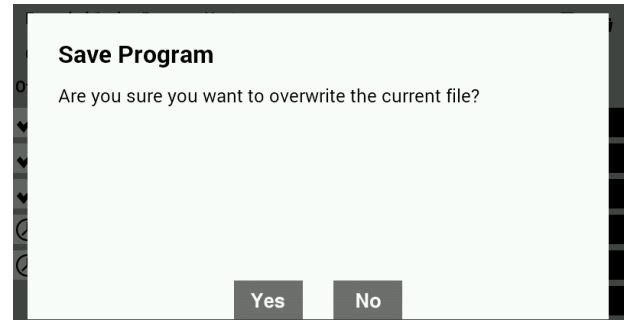 Save Program
Are you sure you want to overwrite the current file?
Yes
No